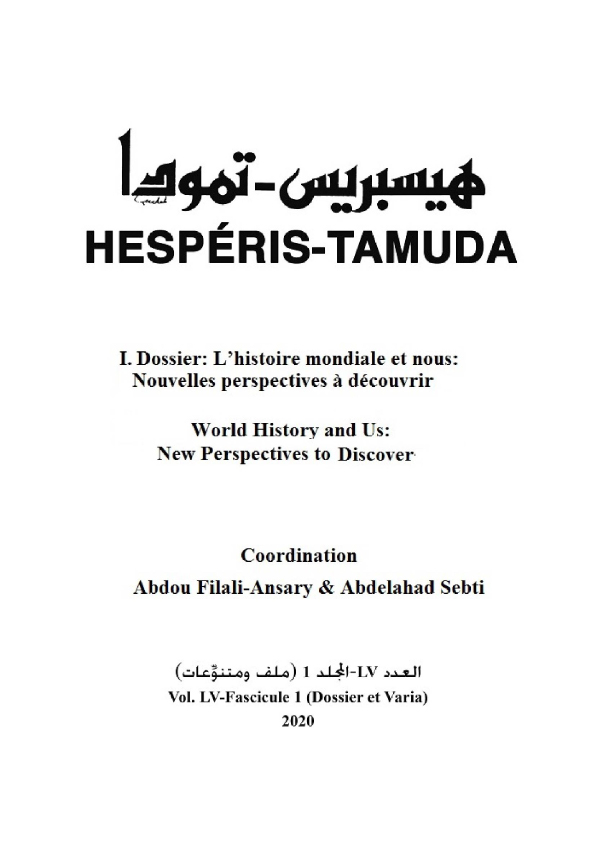 هيسبريس-تمودا
HESPÉRIS-TAMUDA
I. Dossier: L’histoire mondiale et nous:
Nouvelles perspectives à découvrir
World History and Us:
New Perspectives to Discover
Coordination
Abdou Filali-Ansary & Abdelahad Sebti
العدد LV-المجلد 1 (ملف ومتنوّعات)
Vol. LV-Fascicule 1 (Dossier et Varia)
2020